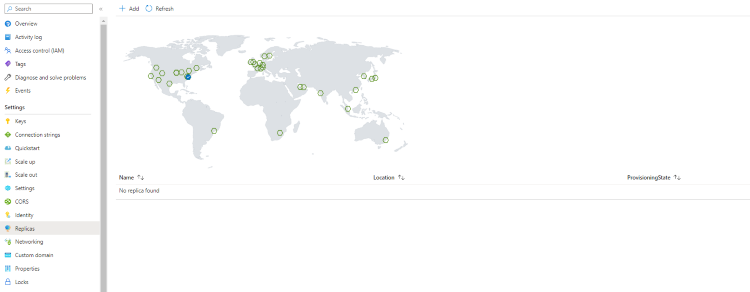 Search
«
Add
Refresh
Overview
Activity log
Access control (IAM)
Tags
Diagnose and solve problems
Events
Settings
Keys
Connection strings
Quickstart
Scale up
Scale out
Settings
CORS
Identity
Replicas
Networking
Custom domain
Properties
Locks
Name ↑↓ Location ↑↓ ProvisioningState ↑↓
No replica found